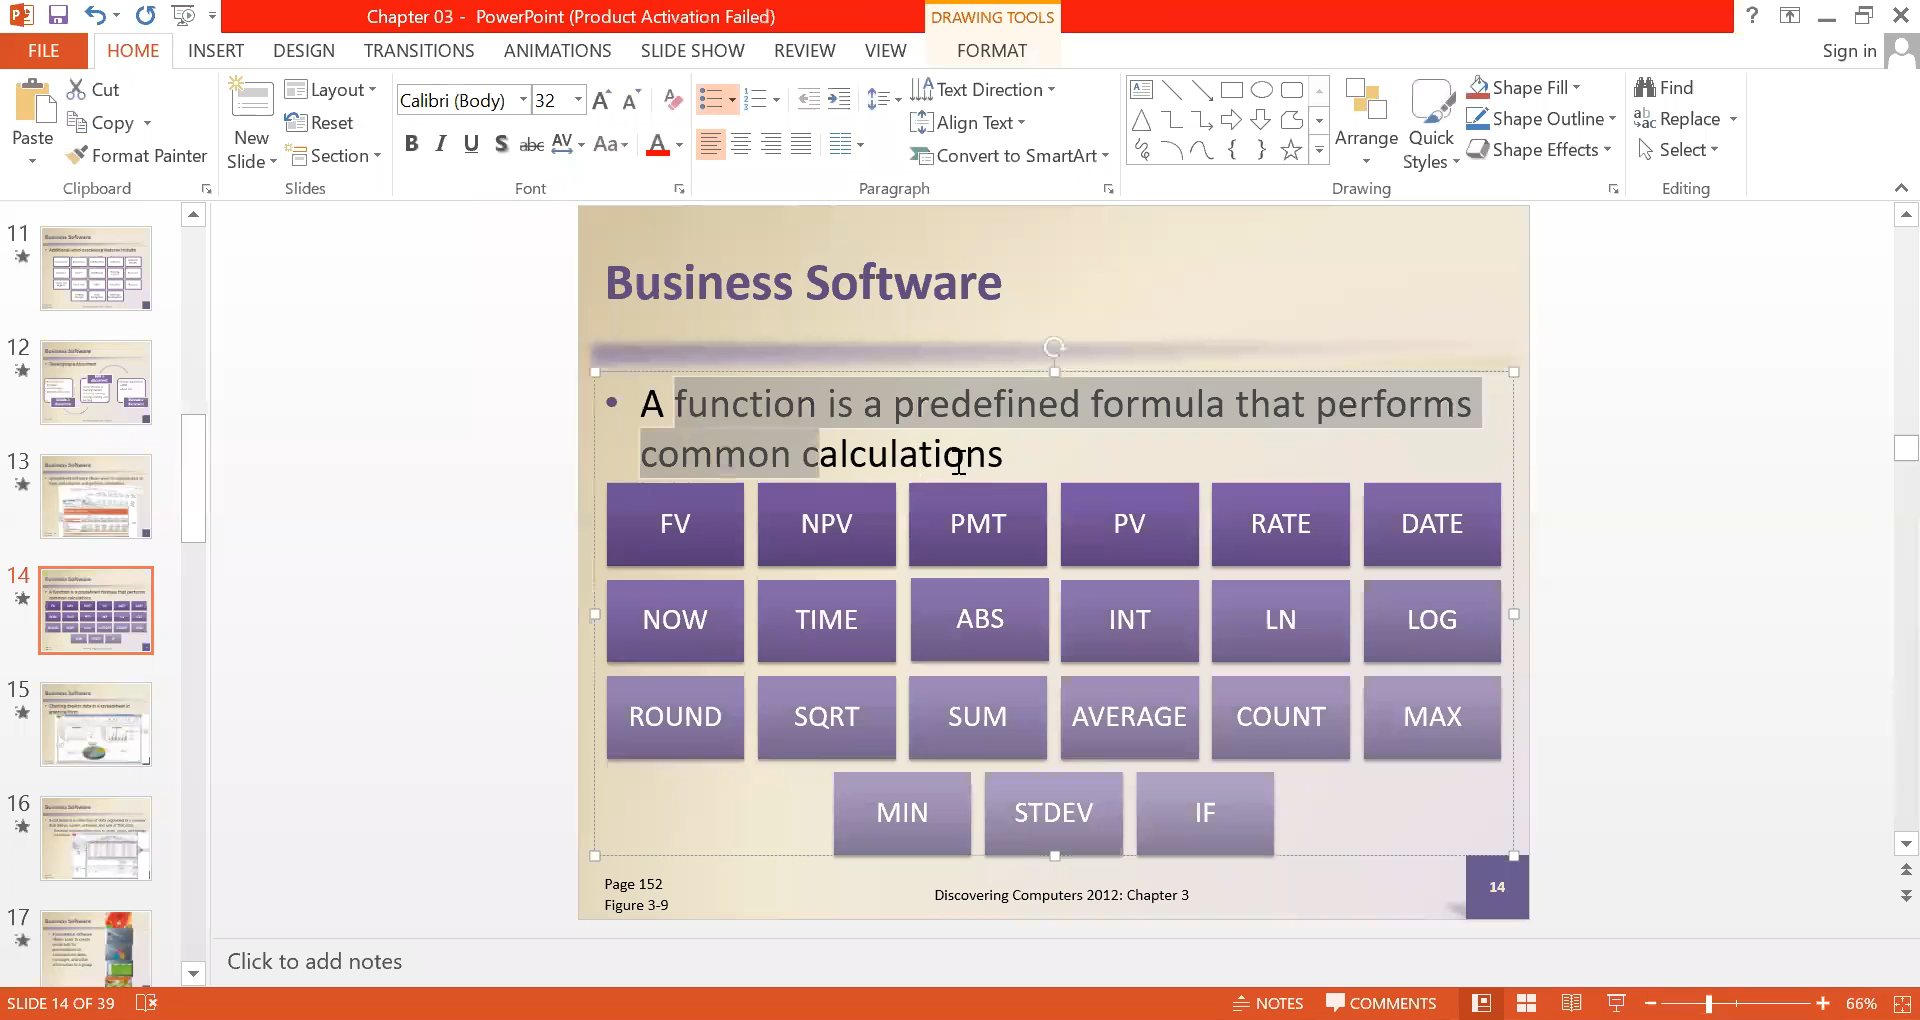 Chapter 03 - PowerPoint (Product Activation Failed)
DRAWING TOOLS
?
FILE HOME INSERT DESIGN TRANSITIONS ANIMATIONS SLIDE SHOW REVIEW VIEW FORMAT
Sign in
Paste
Cut
Copy
Format Painter
Clipboard
New Slide
Layout
Reset
Section
Slides
Calibri (Body) 32
B I U S abc AV Aa A
Font
Text Direction
Align Text
Convert to SmartArt
Paragraph
Arrange
Quick Styles
Shape Fill
Shape Outline
Shape Effects
Drawing
Find
Replace
Select
Editing
11
12
13
14
15
16
17
Business Software
• A function is a predefined formula that performs
common calculations
FV NPV PMT PV RATE DATE
NOW TIME ABS INT LN LOG
ROUND SQRT SUM AVERAGE COUNT MAX
MIN STDEV IF
Page 152
Figure 3-9
Discovering Computers 2012: Chapter 3
14
Click to add notes
SLIDE 14 OF 39
NOTES
COMMENTS
66%